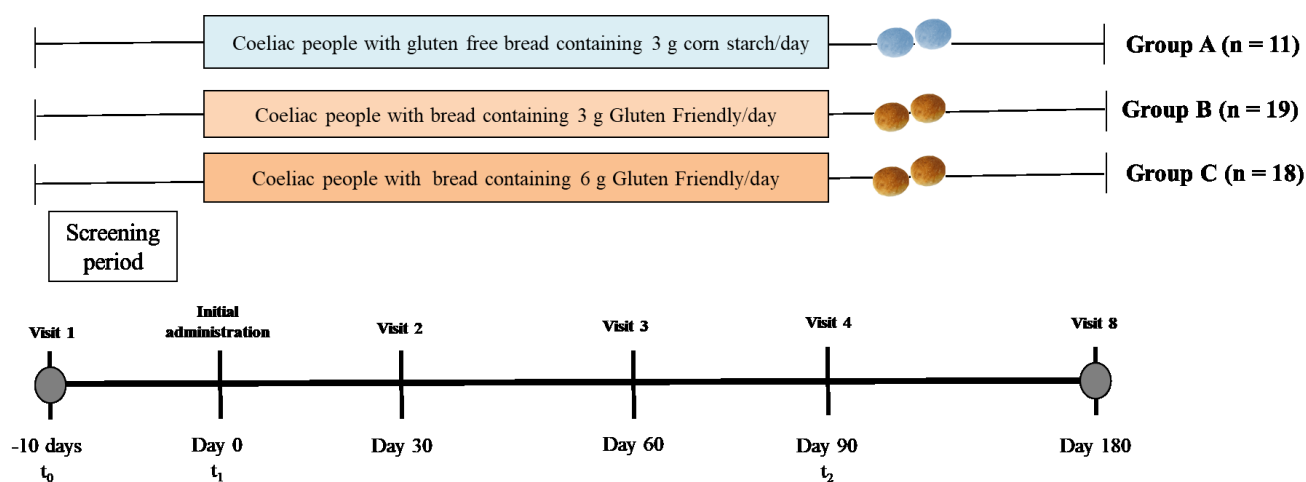 Coeliac people with gluten free bread containing 3 g corn starch/day
Group A (n = 11)
Coeliac people with bread containing 3 g Gluten Friendly/day
Group B (n = 19)
Coeliac people with bread containing 6 g Gluten Friendly/day
Group C (n = 18)
Screening
period
Visit 1
Initial
administration
Visit 2
Visit 3
Visit 4
Visit 8
-10 days
t0
Day 0
t1
Day 30
Day 60
Day 90
t2
Day 180